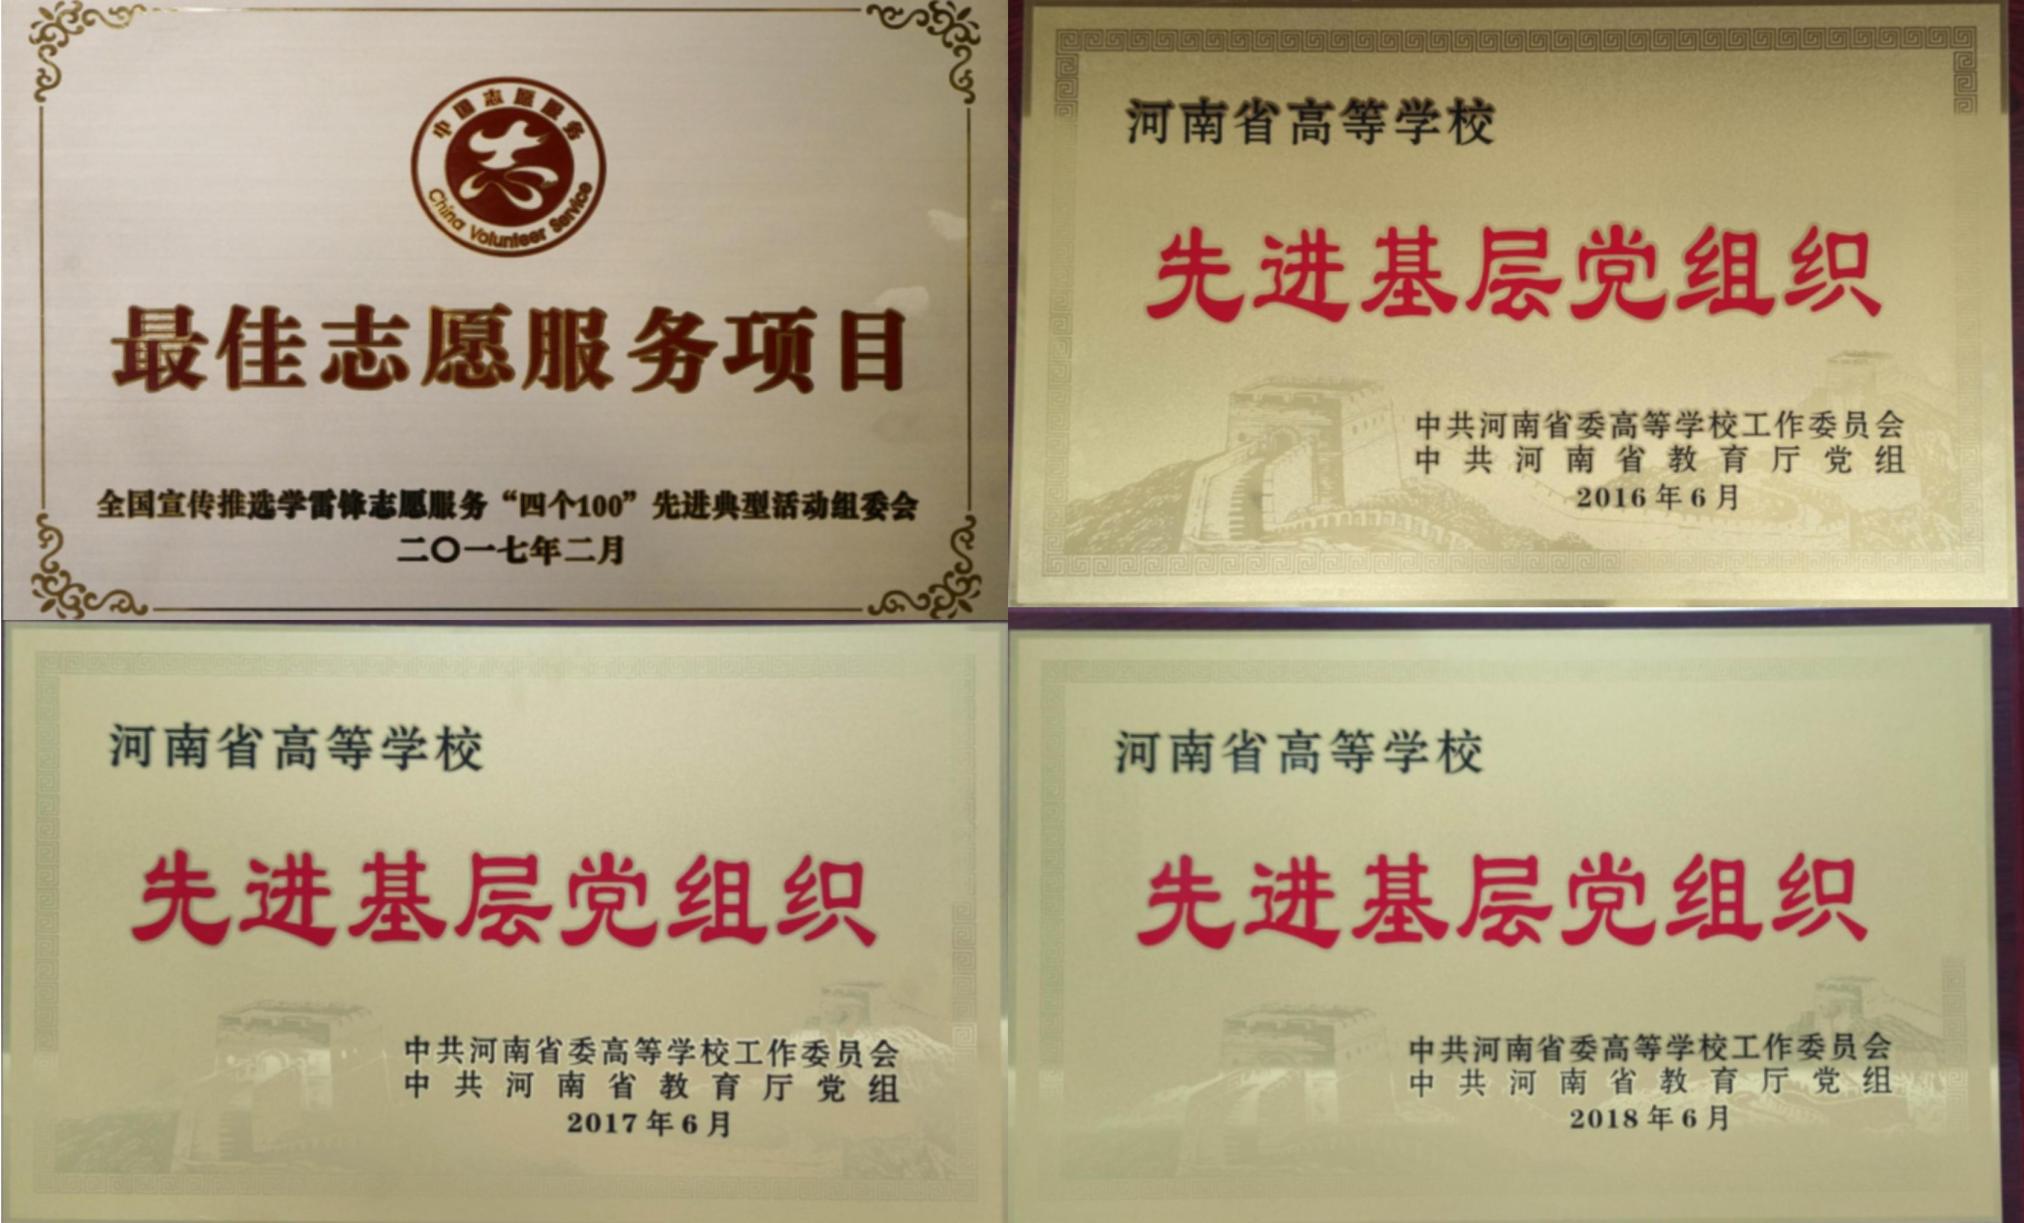 中国志愿服务
China Volunteer Service
最佳志愿服务项目
全国宣传推选学雷锋志愿服务“四个100”先进典型活动组委会
二〇一七年二月
河南省高等学校
先进基层党组织
中共河南省委高等学校工作委员会
中共河南省教育厅党组
2016年6月
河南省高等学校
先进基层党组织
中共河南省委高等学校工作委员会
中共河南省教育厅党组
2017年6月
河南省高等学校
先进基层党组织
中共河南省委高等学校工作委员会
中共河南省教育厅党组
2018年6月